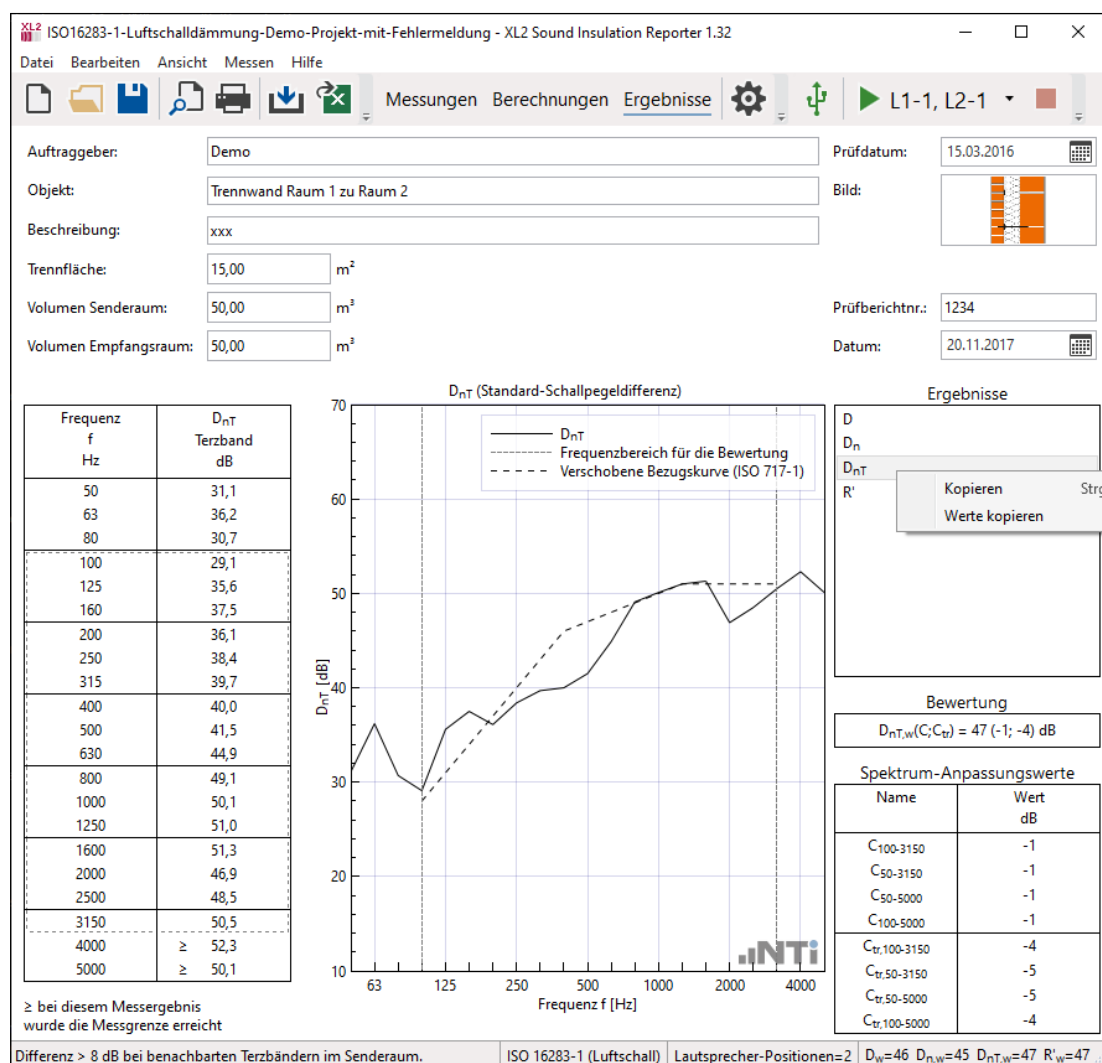 XL2 ISO16283-1-Luftschalldämmung-Demo-Projekt-mit-Fehlermeldung - XL2 Sound Insulation Reporter 1.32
Datei Bearbeiten Ansicht Messen Hilfe
Messungen Berechnungen Ergebnisse L1-1, L2-1
Auftraggeber: Demo Prüfdatum: 15.03.2016
Objekt: Trennwand Raum 1 zu Raum 2 Bild:
Beschreibung: xxx
Trennfläche: 15,00 m²
Volumen Senderaum: 50,00 m³ Prüfberichtnr.: 1234
Volumen Empfangsraum: 50,00 m³ Datum: 20.11.2017
Frequenz f Hz DnT Terzband dB
50 31,1
63 36,2
80 30,7
100 29,1
125 35,6
160 37,5
200 36,1
250 38,4
315 39,7
400 40,0
500 41,5
630 44,9
800 49,1
1000 50,1
1250 51,0
1600 51,3
2000 46,9
2500 48,5
3150 50,5
4000 ≥ 52,3
5000 ≥ 50,1
≥ bei diesem Messergebnis
wurde die Messgrenze erreicht
DnT (Standard-Schallpegeldifferenz)
DnT
Frequenzbereich für die Bewertung
Verschobene Bezugskurve (ISO 717-1)
DnT [dB]
70
60
50
40
30
20
10
63 125 250 500 1000 2000 4000
Frequenz f [Hz]
NTi
Ergebnisse
D
Dn
DnT
R'
Kopieren Strg
Werte kopieren
Bewertung
DnT,w(C;Ctr) = 47 (-1; -4) dB
Spektrum-Anpassungswerte
Name Wert
dB
C100-3150 -1
C50-3150 -1
C50-5000 -1
C100-5000 -1
Ctr,100-3150 -4
Ctr,50-3150 -5
Ctr,50-5000 -5
Ctr,100-5000 -4
Differenz > 8 dB bei benachbarten Terzbändern im Senderaum. ISO 16283-1 (Luftschall) Lautsprecher-Positionen=2 Dw=46 Dn,w=45 DnT,w=47 R'w=47